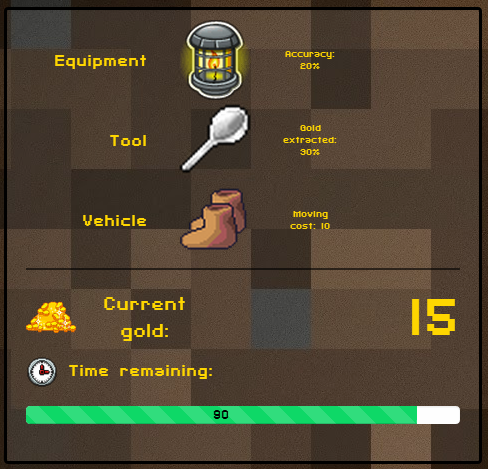 Equipment
Accuracy:
20%
Tool
Gold
extracted:
30%
Vehicle
Moving
cost: 10
Current
gold:
15
Time remaining:
90